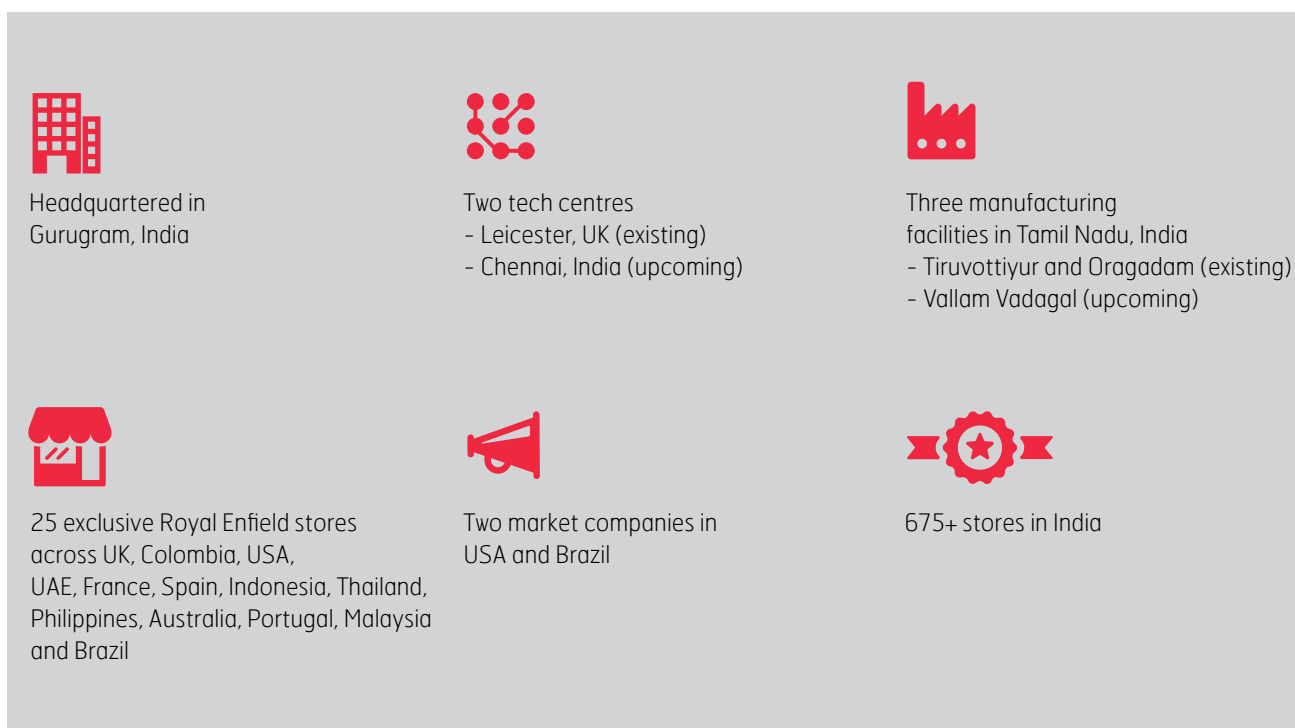 Headquartered in
Gurugram, India
Two tech centres
- Leicester, UK (existing)
- Chennai, India (upcoming)
Three manufacturing
facilities in Tamil Nadu, India
- Tiruvottiyur and Oragadam (existing)
- Vallam Vadagal (upcoming)
25 exclusive Royal Enfield stores
across UK, Colombia, USA,
UAE, France, Spain, Indonesia, Thailand,
Philippines, Australia, Portugal, Malaysia
and Brazil
Two market companies in
USA and Brazil
675+ stores in India